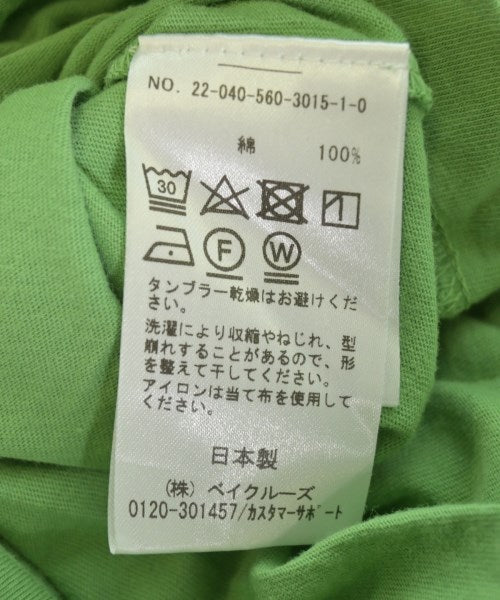 NO. 22-040-560-3015-1-0
綿 100%
30
F W
タンブラー乾燥はお避けくだ
さい。
洗濯により収縮やねじれ、型
崩れすることがあるので、形
を整えて干してください。
アイロンは当て布を使用して
ください。
日本製
(株) ベイクルーズ
0120-301457/カスタマーサポート